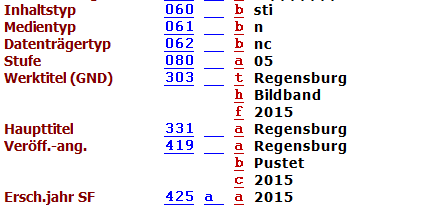 Inhaltstyp 060 b sti
Medientyp 061 b n
Datenträgertyp 062 b nc
Stufe 080 a 05
Werktitel (GND) 303 t Regensburg
h Bildband
f 2015
Haupttitel 331 a Regensburg
Veröff.-ang. 419 a Regensburg
b Pustet
c 2015
Ersch.jahr SF 425 a a 2015